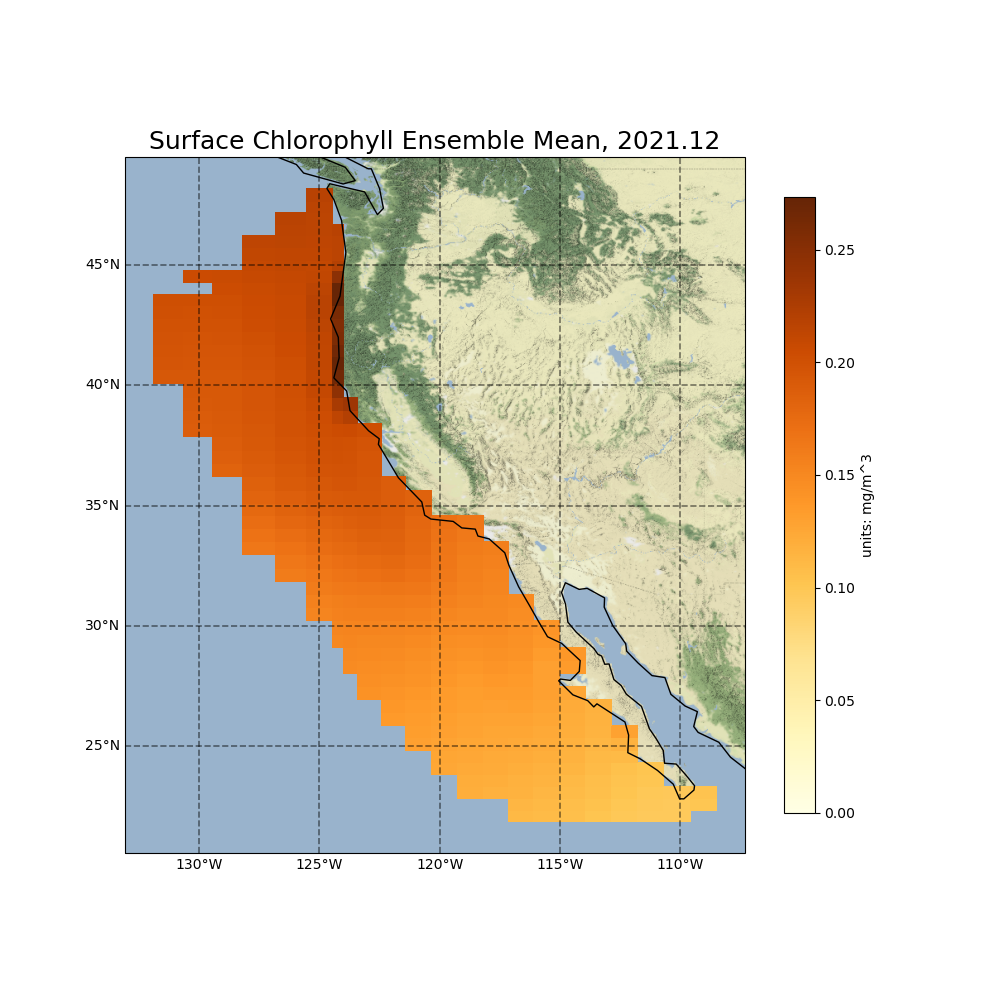 Surface Chlorophyll Ensemble Mean, 2021.12
45°N
40°N
35°N
30°N
25°N
130°W
125°W
120°W
115°W
110°W
0.25
0.20
0.15
0.10
0.05
0.00
units: mg/m^3